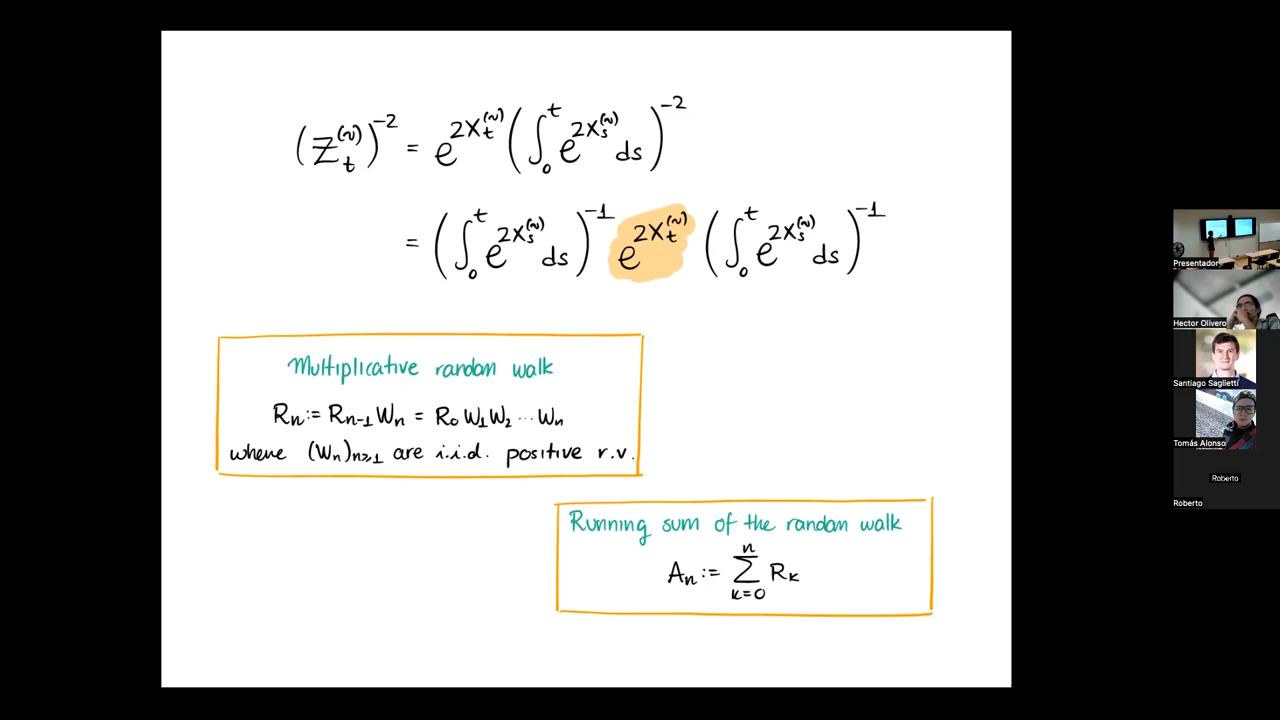 (Z_t^{(μ)})^{-2} = e^{2X_t^{(μ)}} (∫_0^t e^{2X_s^{(μ)}} ds)^{-2}
= (∫_0^t e^{2X_s^{(μ)}} ds)^{-1} e^{2X_t^{(μ)}} (∫_0^t e^{2X_s^{(μ)}} ds)^{-1}
Multiplicative random walk
R_n := R_{n-1} W_n = R_0 W_1 W_2 ... W_n
where (W_n)_{n≥1} are i.i.d. positive r.v.
Running sum of the random walk
A_n := ∑_{k=0}^n R_k
Presentador
Hector Olivero
Santiago Saglietti
Tomás Alonso
Roberto
Roberto